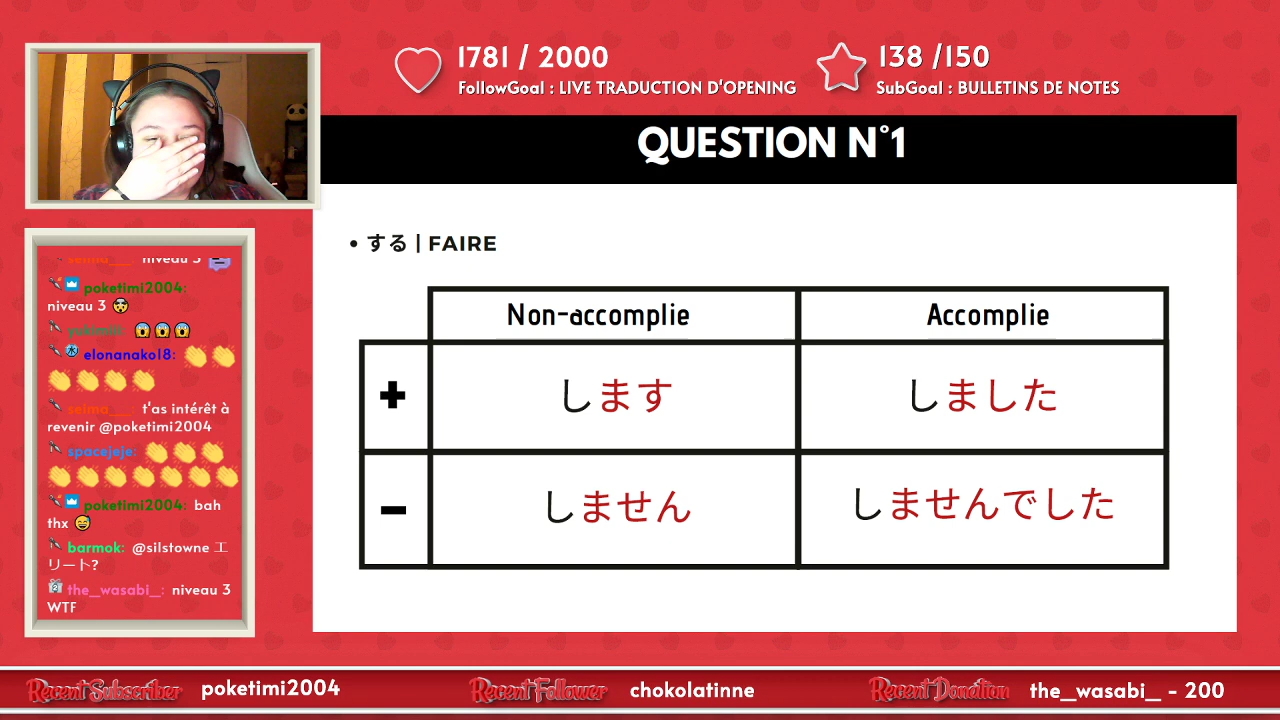 1781 / 2000
FollowGoal : LIVE TRADUCTION D'OPENING
138 /150
SubGoal : BULLETINS DE NOTES
QUESTION N°1
• する | FAIRE
Non-accomplie
Accomplie
+
します
しました
-
しません
しませんでした
seima___: niveau 3
poketimi2004:
niveau 3
yukimiii:
elonanako18:
seima___: t'as intérêt à
revenir @poketimi2004
spacejeje:
poketimi2004: bah
thx
barmok: @silstowne エ
リート?
the_wasabi_: niveau 3
WTF
Recent Subscriber
poketimi2004
Recent Follower
chokolatinne
Recent Donation
the_wasabi_ - 200